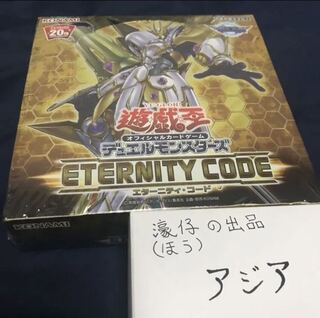 KONAMI
20th
遊戯王
オフィシャルカードゲーム
デュエルモンスターズ
ETERNITY CODE
エターニティ・コード
KONAMI
濠仔の出品
(ほう)
アジア